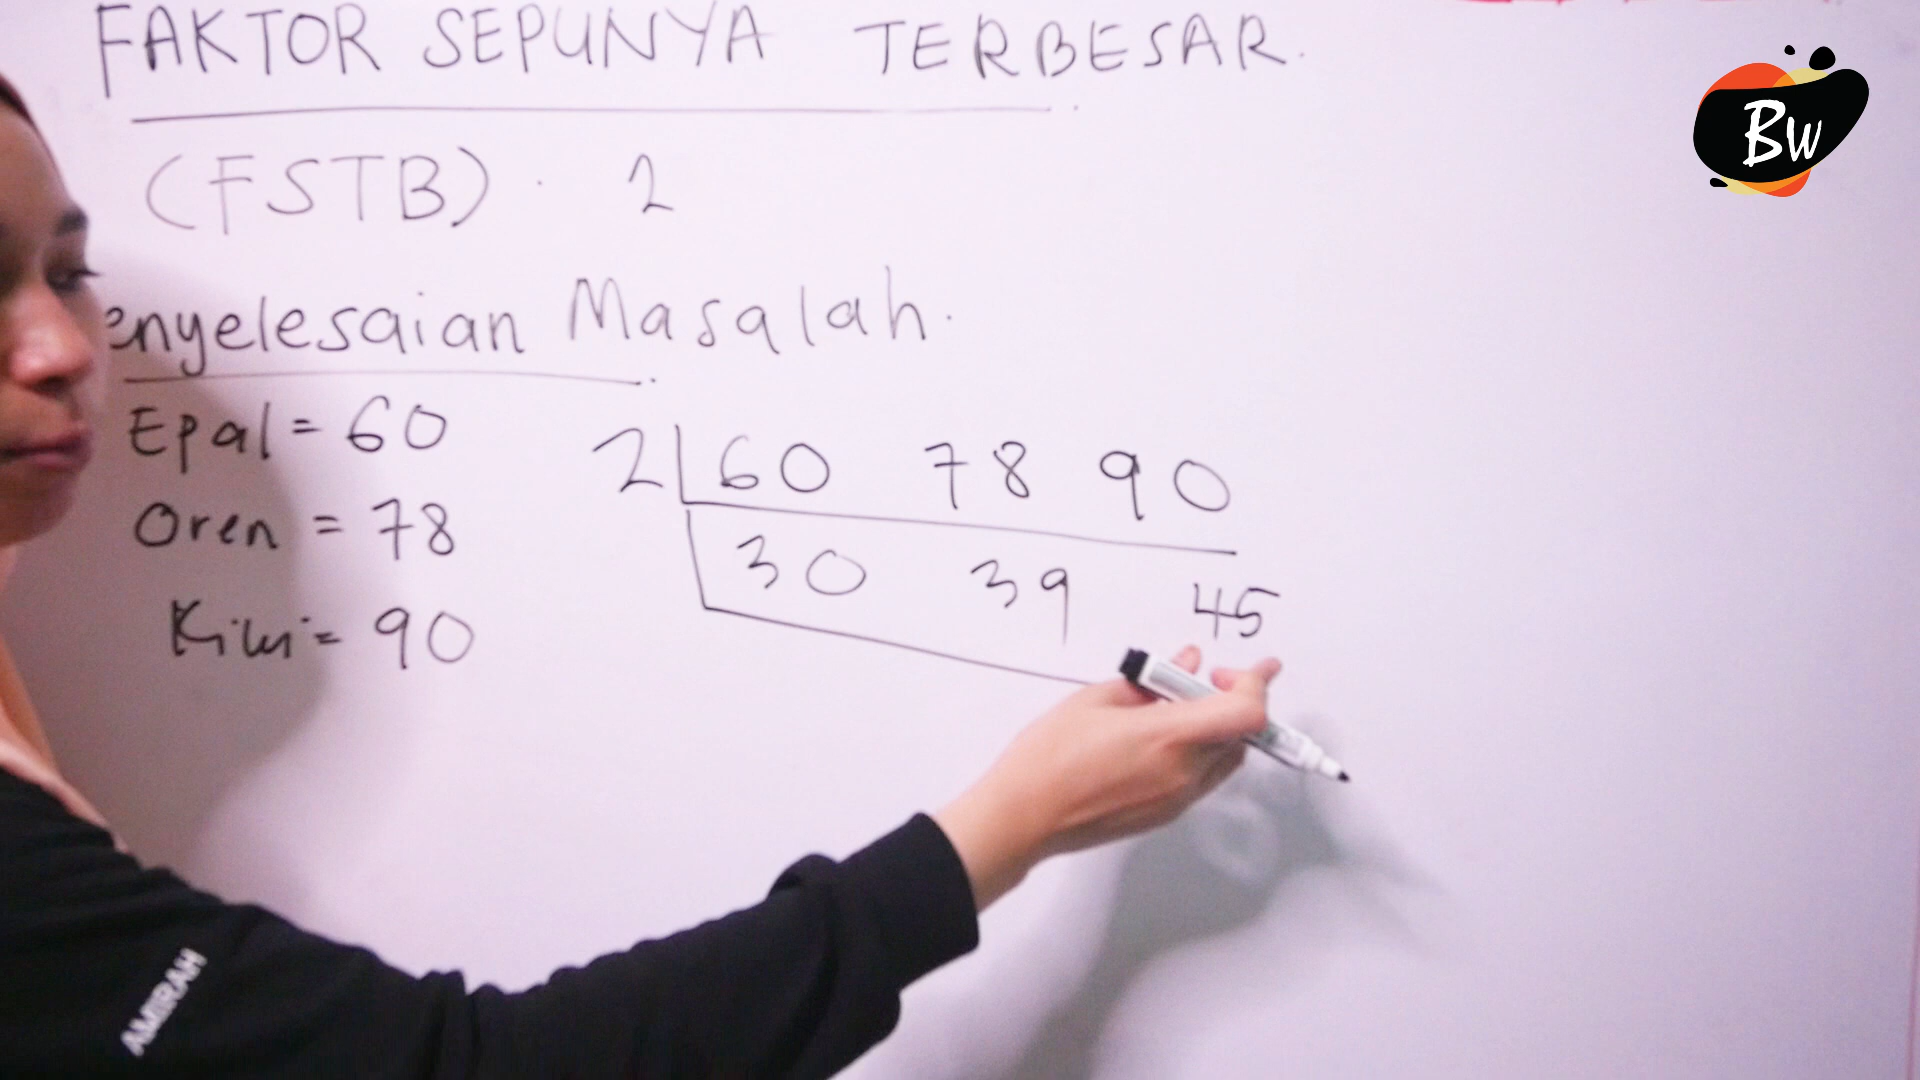 FAKTOR SEPUNYA TERBESAR.
(FSTB). 2
enyelesaian Masalah.
Epal = 60
Oren = 78
Kiwi = 90
2 60 78 90
30 39 45
AMIRAH
BW